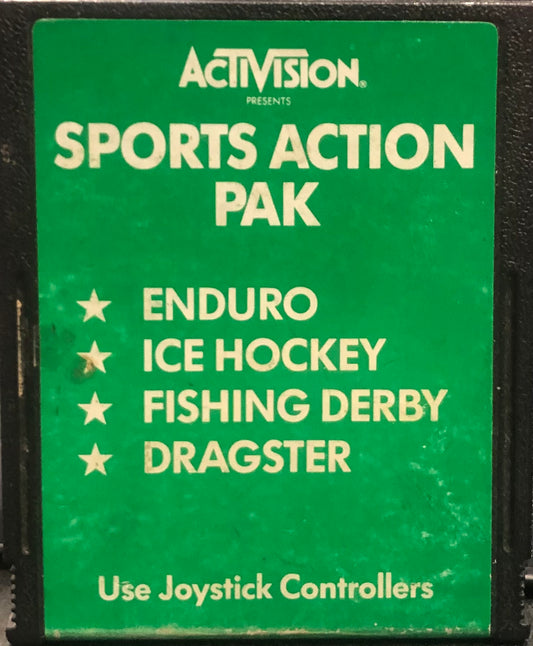 ACTIVISION®
PRESENTS
SPORTS ACTION
PAK
★ ENDURO
★ ICE HOCKEY
★ FISHING DERBY
★ DRAGSTER
Use Joystick Controllers